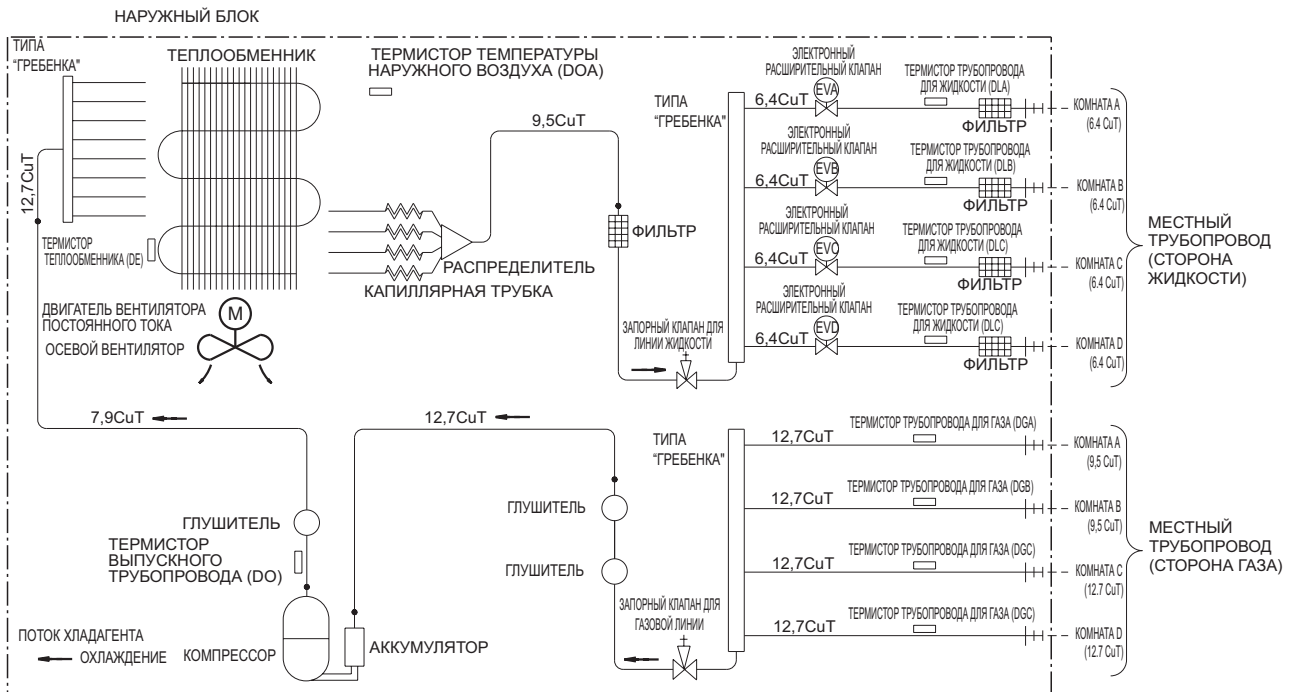 НАРУЖНЫЙ БЛОК
ТИПА
"ГРЕБЕНКА"
ТЕПЛООБМЕННИК
ТЕРМИСТОР ТЕМПЕРАТУРЫ
НАРУЖНОГО ВОЗДУХА (DOA)
12,7CuT
9,5CuT
ТЕРМИСТОР
ТЕПЛООБМЕННИКА (DE)
РАСПРЕДЕЛИТЕЛЬ
КАПИЛЛЯРНАЯ ТРУБКА
ФИЛЬТР
ДВИГАТЕЛЬ ВЕНТИЛЯТОРА
ПОСТОЯННОГО ТОКА
M
ОСЕВОЙ ВЕНТИЛЯТОР
ЗАПОРНЫЙ КЛАПАН ДЛЯ
ЛИНИИ ЖИДКОСТИ
ТИПА
"ГРЕБЕНКА"
ЭЛЕКТРОННЫЙ
РАСШИРИТЕЛЬНЫЙ КЛАПАН
6,4CuT
EVA
ТЕРМИСТОР ТРУБОПРОВОДА
ДЛЯ ЖИДКОСТИ (DLA)
ФИЛЬТР
КОМНАТА A
(6.4 CuT)
ЭЛЕКТРОННЫЙ
РАСШИРИТЕЛЬНЫЙ КЛАПАН
6,4CuT
EVB
ТЕРМИСТОР ТРУБОПРОВОДА
ДЛЯ ЖИДКОСТИ (DLB)
ФИЛЬТР
КОМНАТА B
(6.4 CuT)
ЭЛЕКТРОННЫЙ
РАСШИРИТЕЛЬНЫЙ КЛАПАН
6,4CuT
EVC
ТЕРМИСТОР ТРУБОПРОВОДА
ДЛЯ ЖИДКОСТИ (DLC)
ФИЛЬТР
КОМНАТА C
(6.4 CuT)
ЭЛЕКТРОННЫЙ
РАСШИРИТЕЛЬНЫЙ КЛАПАН
6,4CuT
EVD
ТЕРМИСТОР ТРУБОПРОВОДА
ДЛЯ ЖИДКОСТИ (DLC)
ФИЛЬТР
КОМНАТА D
(6.4 CuT)
МЕСТНЫЙ
ТРУБОПРОВОД
(СТОРОНА
ЖИДКОСТИ)
7,9CuT
12,7CuT
ГЛУШИТЕЛЬ
ТЕРМИСТОР
ВЫПУСКНОГО
ТРУБОПРОВОДА (DO)
ПОТОК ХЛАДАГЕНТА
ОХЛАЖДЕНИЕ
КОМПРЕССОР
АККУМУЛЯТОР
ГЛУШИТЕЛЬ
ГЛУШИТЕЛЬ
ЗАПОРНЫЙ КЛАПАН ДЛЯ
ГАЗОВОЙ ЛИНИИ
ТИПА
"ГРЕБЕНКА"
12,7CuT
ТЕРМИСТОР ТРУБОПРОВОДА ДЛЯ ГАЗА (DGA)
КОМНАТА A
(9,5 CuT)
12,7CuT
ТЕРМИСТОР ТРУБОПРОВОДА ДЛЯ ГАЗА (DGB)
КОМНАТА B
(9,5 CuT)
12,7CuT
ТЕРМИСТОР ТРУБОПРОВОДА ДЛЯ ГАЗА (DGC)
КОМНАТА C
(12.7 CuT)
12,7CuT
ТЕРМИСТОР ТРУБОПРОВОДА ДЛЯ ГАЗА (DGC)
КОМНАТА D
(12.7 CuT)
МЕСТНЫЙ
ТРУБОПРОВОД
(СТОРОНА ГАЗА)